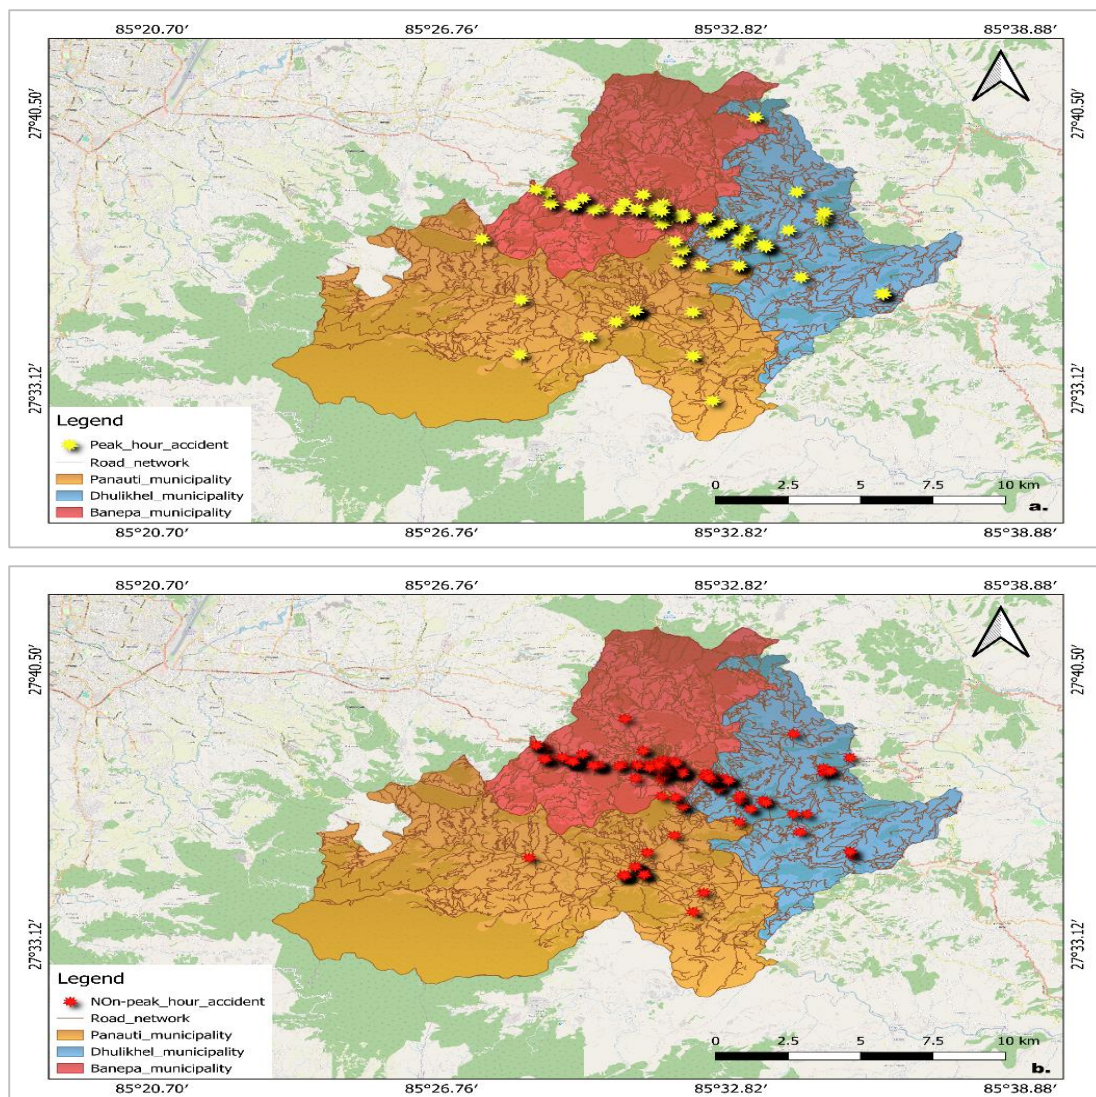 85°20.70′ 85°26.76′ 85°32.82′ 85°38.88′
27°40.50′ 27°40.50′
27°33.12′ 27°33.12′
Legend
Peak_hour_accident
Road_network
Panauti_municipality
Dhulikhel_municipality
Banepa_municipality
0 2.5 5 7.5 10 km
a.
85°20.70′ 85°26.76′ 85°32.82′ 85°38.88′
85°20.70′ 85°26.76′ 85°32.82′ 85°38.88′
27°40.50′ 27°40.50′
27°33.12′ 27°33.12′
Legend
NOn-peak_hour_accident
Road_network
Panauti_municipality
Dhulikhel_municipality
Banepa_municipality
0 2.5 5 7.5 10 km
b.
85°20.70′ 85°26.76′ 85°32.82′ 85°38.88′